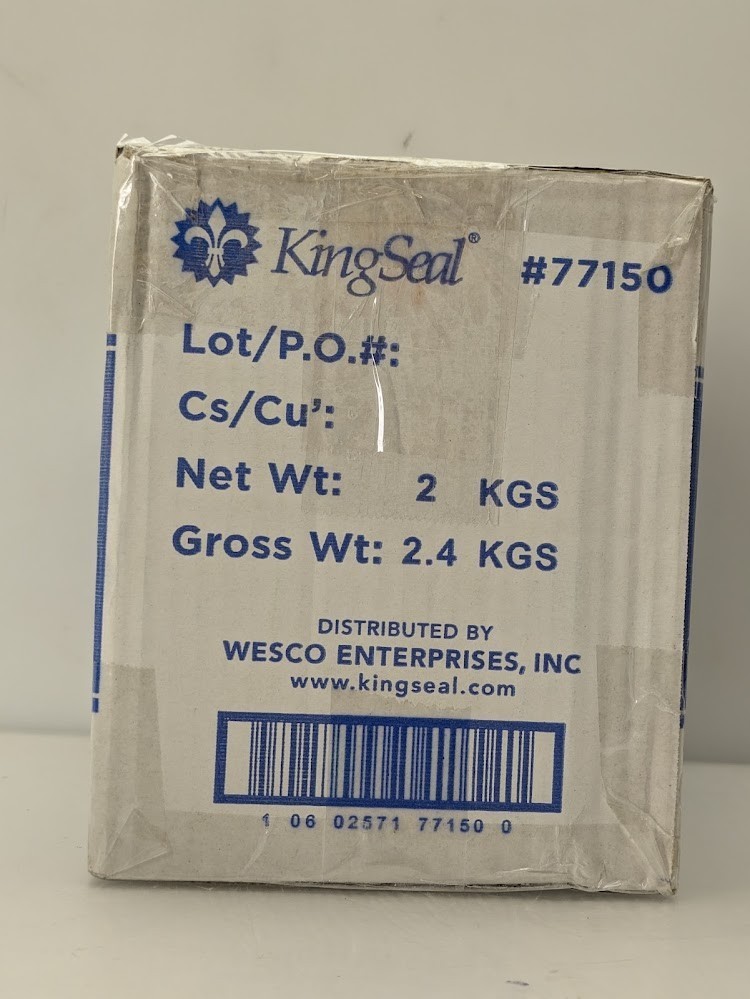 KingSeal® #77150
Lot/P.O.#:
Cs/Cu':
Net Wt: 2 KGS
Gross Wt: 2.4 KGS
DISTRIBUTED BY
WESCO ENTERPRISES, INC
www.kingseal.com
1 06 02571 77150 0